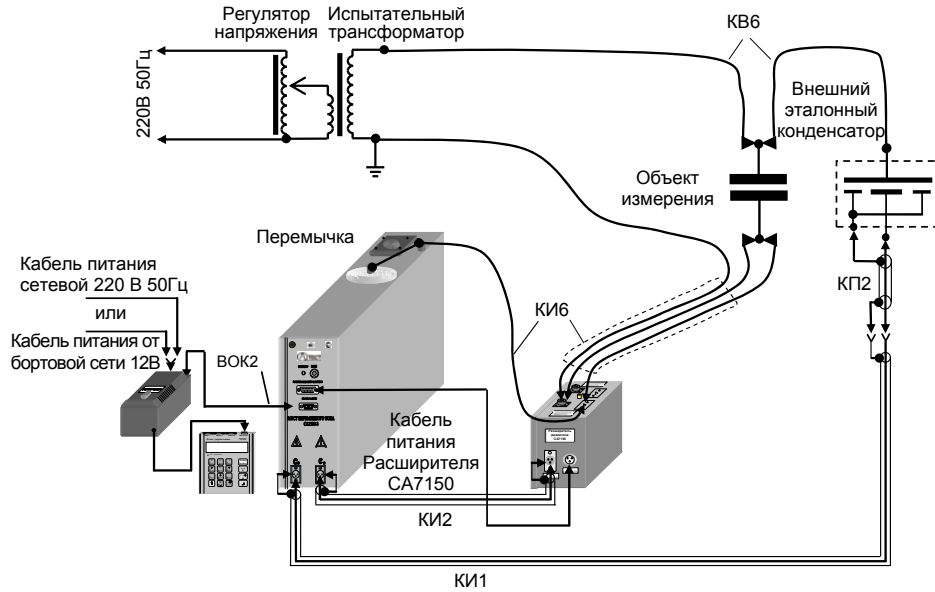 Регулятор
напряжения
Испытательный
трансформатор
КВ6
220В 50Гц
Внешний
эталонный
конденсатор
Объект
измерения
Перемычка
Кабель питания
сетевой 220 В 50Гц
или
Кабель питания от
бортовой сети 12В
ВОК2
КИ6
КП2
Кабель
питания
Расширителя
СА7150
КИ2
КИ1